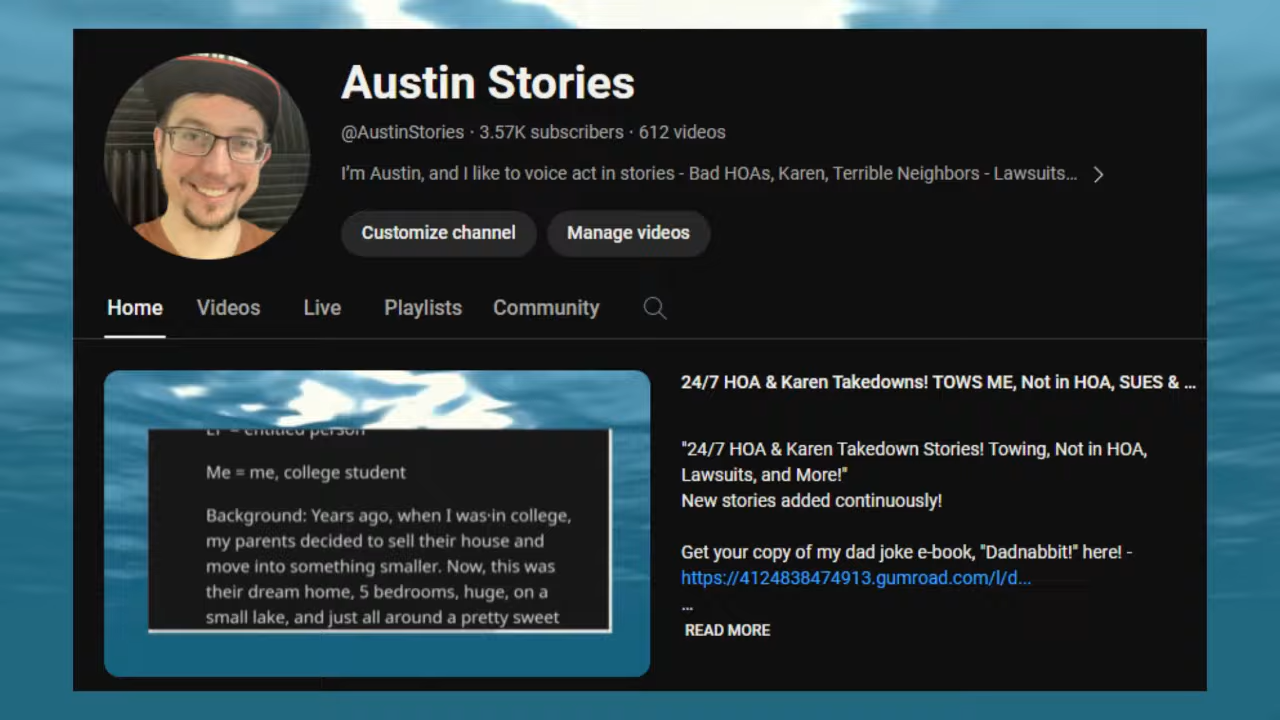 Austin Stories
@AustinStories · 3.57K subscribers · 612 videos
I'm Austin, and I like to voice act in stories - Bad HOAs, Karen, Terrible Neighbors - Lawsuits...
Customize channel Manage videos
Home Videos Live Playlists Community
EP = entitled person
Me = me, college student
Background: Years ago, when I was in college,
my parents decided to sell their house and
move into something smaller. Now, this was
their dream home, 5 bedrooms, huge, on a
small lake, and just all around a pretty sweet
24/7 HOA & Karen Takedowns! TOWS ME, Not in HOA, SUES & ...
"24/7 HOA & Karen Takedown Stories! Towing, Not in HOA,
Lawsuits, and More!"
New stories added continuously!
Get your copy of my dad joke e-book, "Dadnabbit!" here! -
https://4124838474913.gumroad.com/l/d...
...
READ MORE